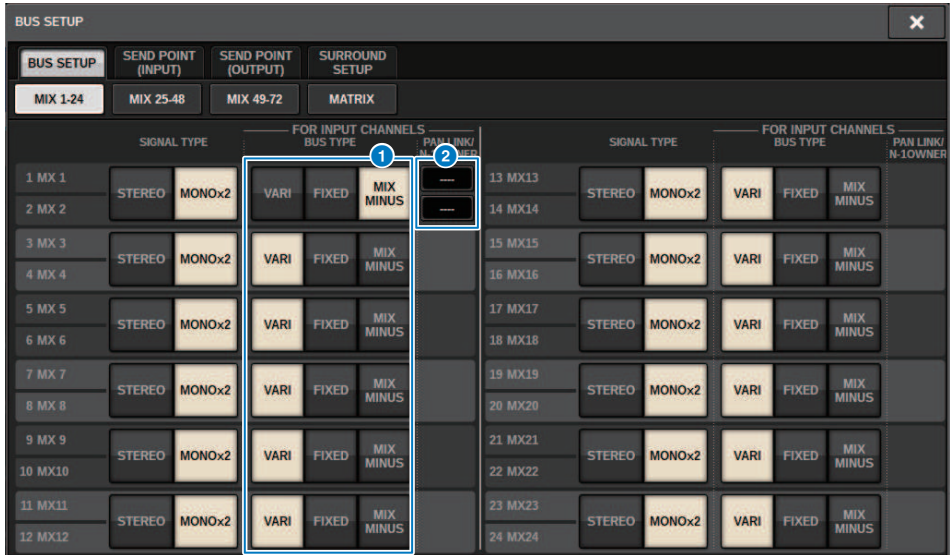 BUS SETUP
BUS SETUP
SEND POINT (INPUT)
SEND POINT (OUTPUT)
SURROUND SETUP
MIX 1-24
MIX 25-48
MIX 49-72
MATRIX
SIGNAL TYPE
FOR INPUT CHANNELS
BUS TYPE
PAN LINK/
N-1OWNER
1
2
1 MX 1
2 MX 2
STEREO MONOx2 VARI FIXED MIX MINUS
----
----
3 MX 3
4 MX 4
STEREO MONOx2 VARI FIXED MIX MINUS
5 MX 5
6 MX 6
STEREO MONOx2 VARI FIXED MIX MINUS
7 MX 7
8 MX 8
STEREO MONOx2 VARI FIXED MIX MINUS
9 MX 9
10 MX10
STEREO MONOx2 VARI FIXED MIX MINUS
11 MX11
12 MX12
STEREO MONOx2 VARI FIXED MIX MINUS
SIGNAL TYPE
FOR INPUT CHANNELS
BUS TYPE
PAN LINK/
N-1OWNER
13 MX13
14 MX14
STEREO MONOx2 VARI FIXED MIX MINUS
15 MX15
16 MX16
STEREO MONOx2 VARI FIXED MIX MINUS
17 MX17
18 MX18
STEREO MONOx2 VARI FIXED MIX MINUS
19 MX19
20 MX20
STEREO MONOx2 VARI FIXED MIX MINUS
21 MX21
22 MX22
STEREO MONOx2 VARI FIXED MIX MINUS
23 MX23
24 MX24
STEREO MONOx2 VARI FIXED MIX MINUS